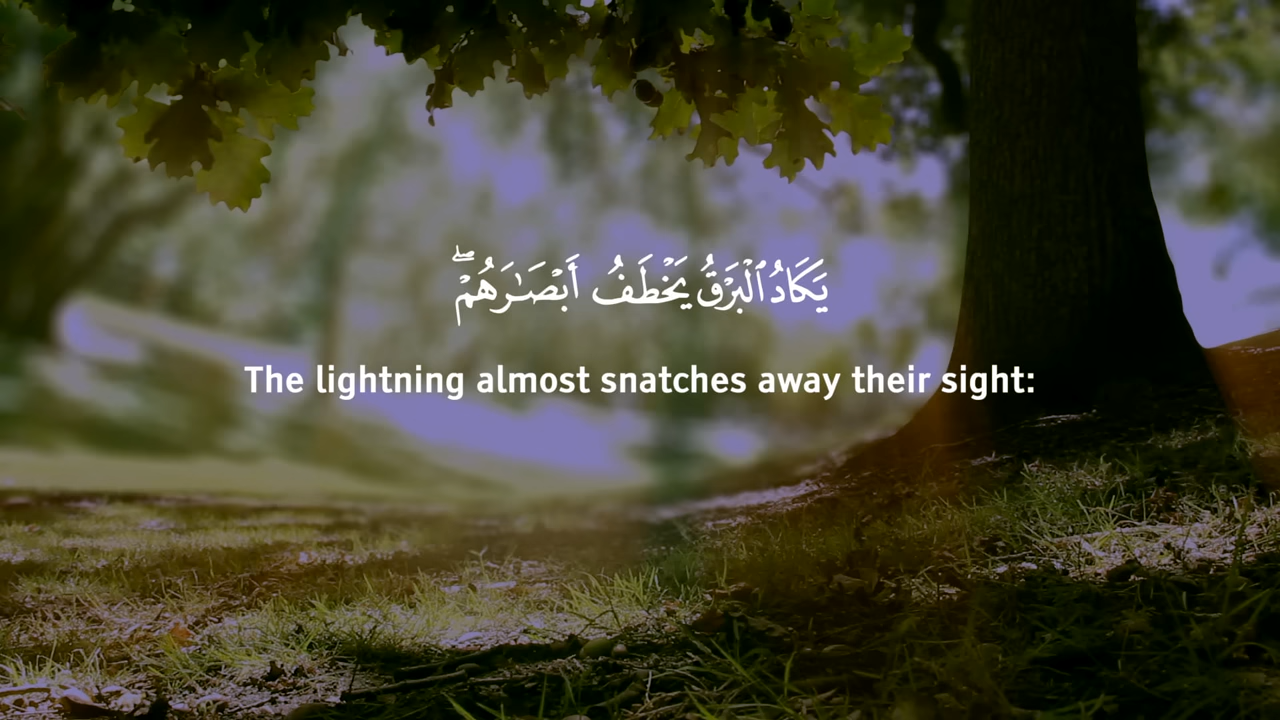 يَكَادُ ٱلْبَرْقُ يَخْطَفُ أَبْصَـٰرَهُمْ ۖ
The lightning almost snatches away their sight: